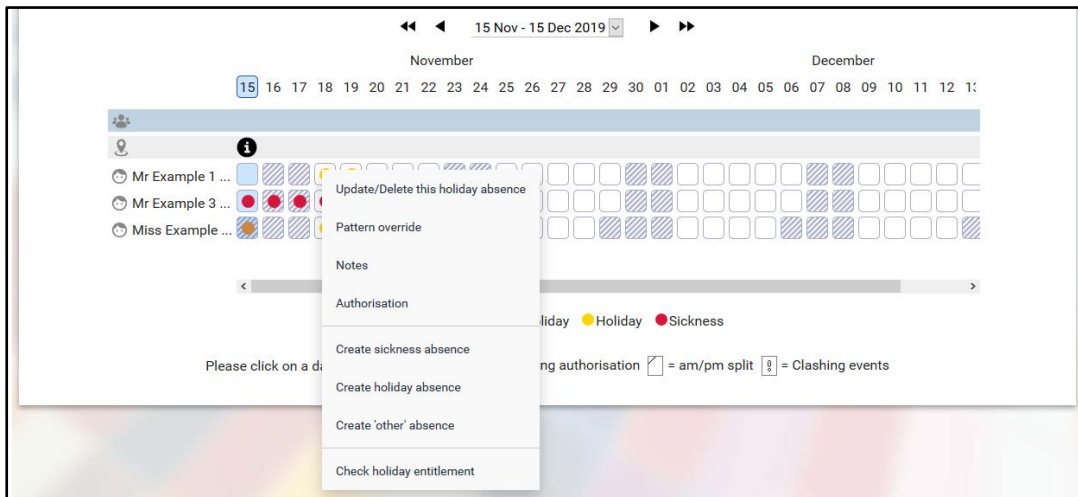 15 Nov - 15 Dec 2019
November December
15 16 17 18 19 20 21 22 23 24 25 26 27 28 29 30 01 02 03 04 05 06 07 08 09 10 11 12
Mr Example 1 ...
Mr Example 3 ...
Miss Example ...
Update/Delete this holiday absence
Pattern override
Notes
Authorisation
Create sickness absence
Create holiday absence
Create 'other' absence
Check holiday entitlement
Holiday Sickness
Please click on a authorisation = am/pm split = Clashing events